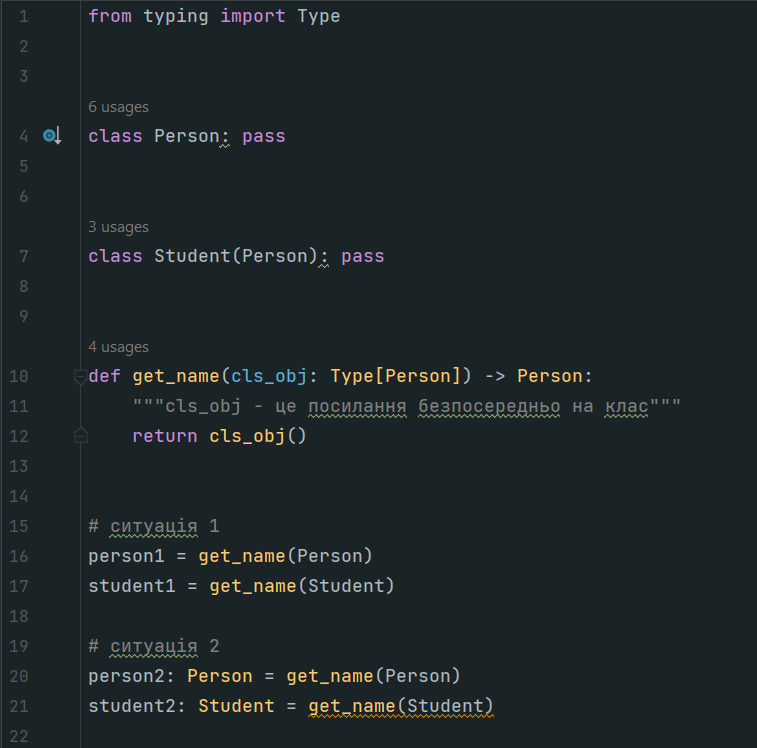 1 from typing import Type
2
3
6 usages
4 class Person: pass
5
6
3 usages
7 class Student(Person): pass
8
9
4 usages
10 def get_name(cls_obj: Type[Person]) -> Person:
11     """cls_obj - це посилання безпосередньо на клас"""
12     return cls_obj()
13
14
15 # ситуація 1
16 person1 = get_name(Person)
17 student1 = get_name(Student)
18
19 # ситуація 2
20 person2: Person = get_name(Person)
21 student2: Student = get_name(Student)
22